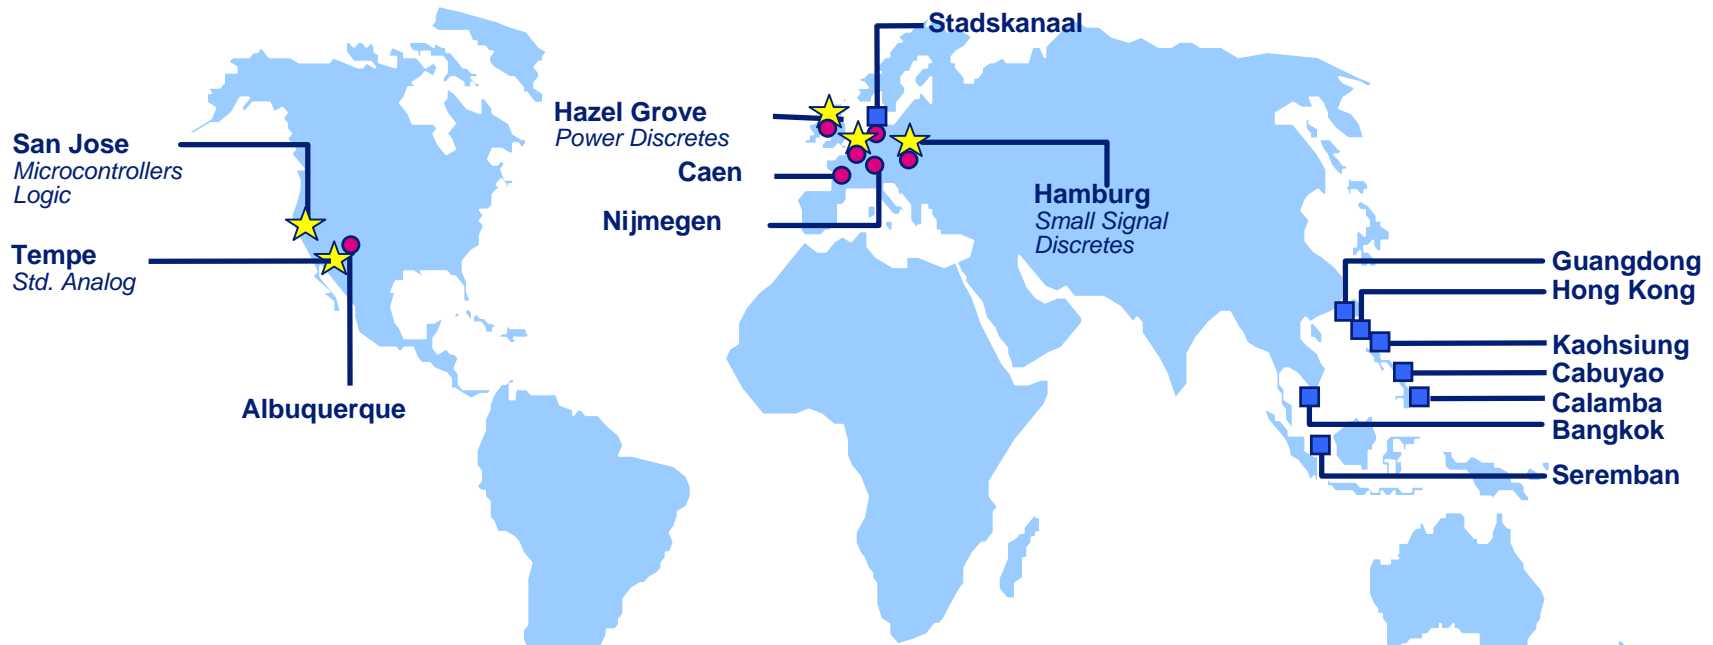 Stadskanaal
Hazel Grove
Power Discretes
San Jose
Microcontrollers
Logic
Caen
Hamburg
Small Signal
Discretes
Nijmegen
Tempe
Std. Analog
Guangdong
Hong Kong
Kaohsiung
Cabuyao
Calamba
Bangkok
Albuquerque
Seremban